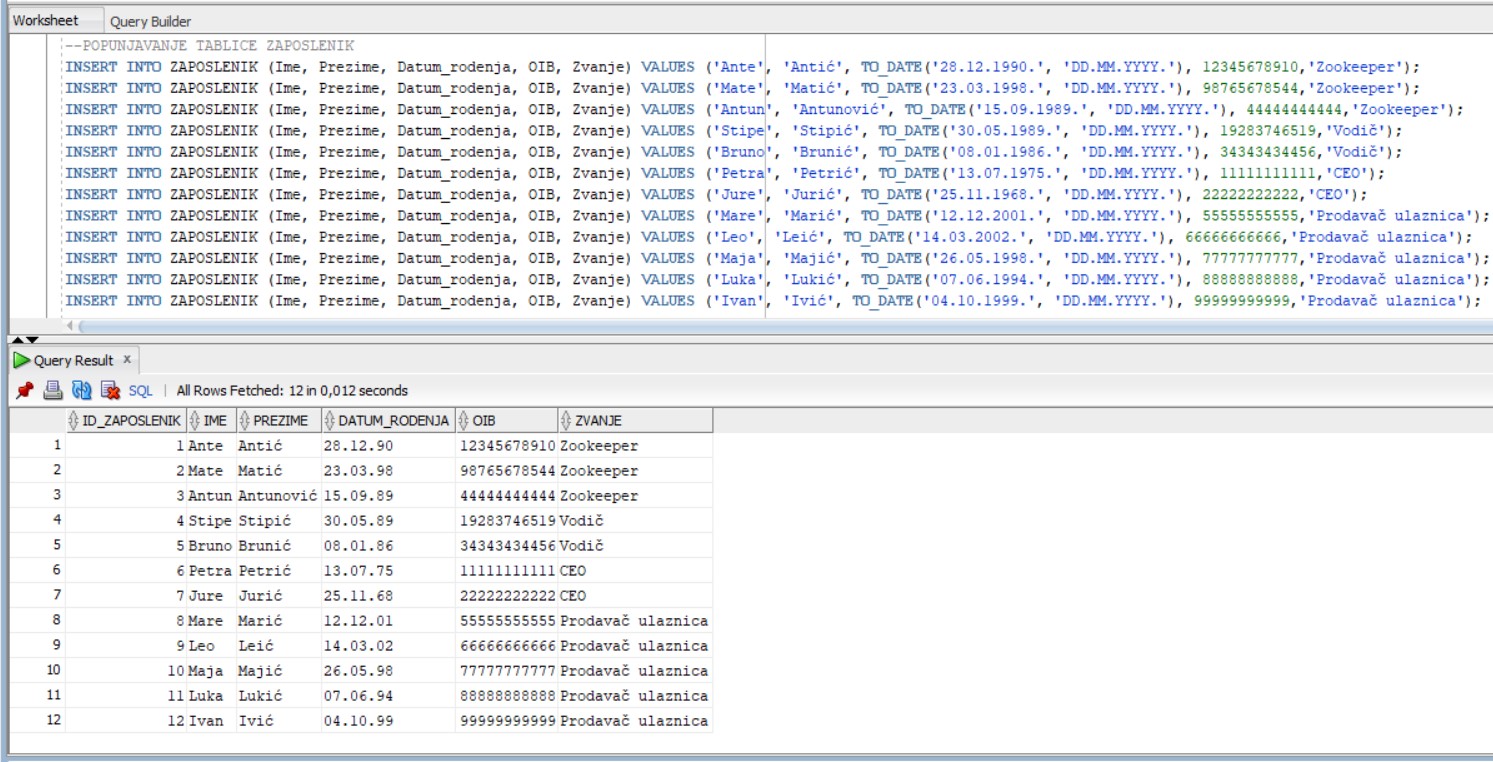 Worksheet Query Builder
--POPUNJAVANJE TABLICE ZAPOSLENIK
INSERT INTO ZAPOSLENIK (Ime, Prezime, Datum_rodenja, OIB, Zvanje) VALUES ('Ante', 'Antić', TO_DATE('28.12.1990.', 'DD.MM.YYYY.'), 12345678910,'Zookeeper');
INSERT INTO ZAPOSLENIK (Ime, Prezime, Datum_rodenja, OIB, Zvanje) VALUES ('Mate', 'Matić', TO_DATE('23.03.1998.', 'DD.MM.YYYY.'), 98765678544,'Zookeeper');
INSERT INTO ZAPOSLENIK (Ime, Prezime, Datum_rodenja, OIB, Zvanje) VALUES ('Antun', 'Antunović', TO_DATE('15.09.1989.', 'DD.MM.YYYY.'), 44444444444,'Zookeeper');
INSERT INTO ZAPOSLENIK (Ime, Prezime, Datum_rodenja, OIB, Zvanje) VALUES ('Stipe', 'Stipić', TO_DATE('30.05.1989.', 'DD.MM.YYYY.'), 19283746519,'Vodič');
INSERT INTO ZAPOSLENIK (Ime, Prezime, Datum_rodenja, OIB, Zvanje) VALUES ('Bruno', 'Brunić', TO_DATE('08.01.1986.', 'DD.MM.YYYY.'), 34343434456,'Vodič');
INSERT INTO ZAPOSLENIK (Ime, Prezime, Datum_rodenja, OIB, Zvanje) VALUES ('Petra', 'Petrić', TO_DATE('13.07.1975.', 'DD.MM.YYYY.'), 11111111111,'CEO');
INSERT INTO ZAPOSLENIK (Ime, Prezime, Datum_rodenja, OIB, Zvanje) VALUES ('Jure', 'Jurić', TO_DATE('25.11.1968.', 'DD.MM.YYYY.'), 22222222222,'CEO');
INSERT INTO ZAPOSLENIK (Ime, Prezime, Datum_rodenja, OIB, Zvanje) VALUES ('Mare', 'Marić', TO_DATE('12.12.2001.', 'DD.MM.YYYY.'), 55555555555,'Prodavač ulaznica');
INSERT INTO ZAPOSLENIK (Ime, Prezime, Datum_rodenja, OIB, Zvanje) VALUES ('Leo', 'Leić', TO_DATE('14.03.2002.', 'DD.MM.YYYY.'), 66666666666,'Prodavač ulaznica');
INSERT INTO ZAPOSLENIK (Ime, Prezime, Datum_rodenja, OIB, Zvanje) VALUES ('Maja', 'Majić', TO_DATE('26.05.1998.', 'DD.MM.YYYY.'), 77777777777,'Prodavač ulaznica');
INSERT INTO ZAPOSLENIK (Ime, Prezime, Datum_rodenja, OIB, Zvanje) VALUES ('Luka', 'Lukić', TO_DATE('07.06.1994.', 'DD.MM.YYYY.'), 88888888888,'Prodavač ulaznica');
INSERT INTO ZAPOSLENIK (Ime, Prezime, Datum_rodenja, OIB, Zvanje) VALUES ('Ivan', 'Ivić', TO_DATE('04.10.1999.', 'DD.MM.YYYY.'), 99999999999,'Prodavač ulaznica');
Query Result x
SQL | All Rows Fetched: 12 in 0,012 seconds
ID_ZAPOSLENIK IME PREZIME DATUM_RODENJA OIB ZVANJE
1 1 Ante Antić 28.12.90 12345678910 Zookeeper
2 2 Mate Matić 23.03.98 98765678544 Zookeeper
3 3 Antun Antunović 15.09.89 44444444444 Zookeeper
4 4 Stipe Stipić 30.05.89 19283746519 Vodič
5 5 Bruno Brunić 08.01.86 34343434456 Vodič
6 6 Petra Petrić 13.07.75 11111111111 CEO
7 7 Jure Jurić 25.11.68 22222222222 CEO
8 8 Mare Marić 12.12.01 55555555555 Prodavač ulaznica
9 9 Leo Leić 14.03.02 66666666666 Prodavač ulaznica
10 10 Maja Majić 26.05.98 77777777777 Prodavač ulaznica
11 11 Luka Lukić 07.06.94 88888888888 Prodavač ulaznica
12 12 Ivan Ivić 04.10.99 99999999999 Prodavač ulaznica